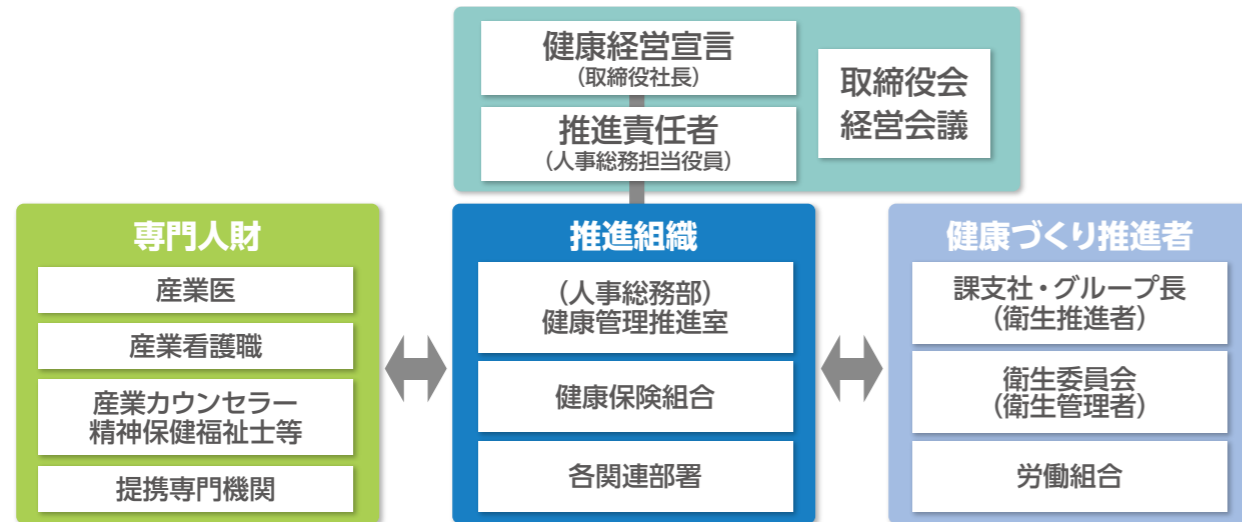 健康経営宣言
(取締役社長)
推進責任者
(人事総務担当役員)
取締役会
経営会議
専門人財
産業医
産業看護職
産業カウンセラー
精神保健福祉士等
提携専門機関
推進組織
(人事総務部)
健康管理推進室
健康保険組合
各関連部署
健康づくり推進者
課支社・グループ長
(衛生推進者)
衛生委員会
(衛生管理者)
労働組合